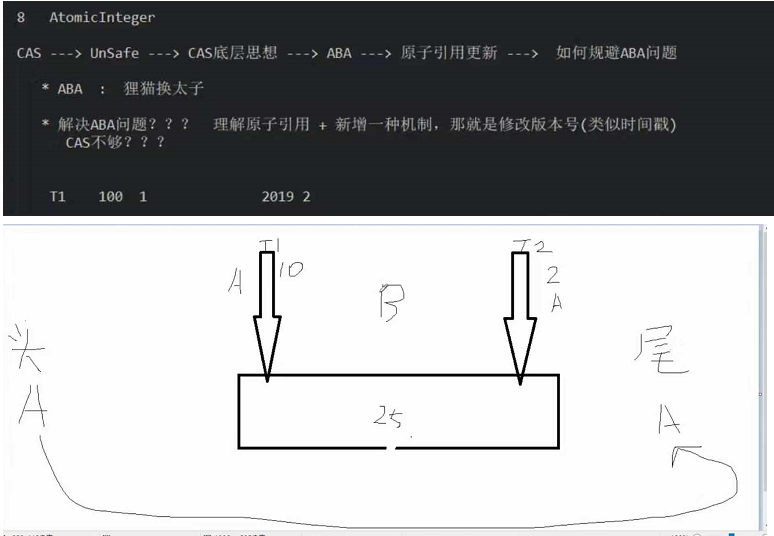 8 AtomicInteger
CAS ---> UnSafe ---> CAS底层思想 ---> ABA ---> 原子引用更新 ---> 如何规避ABA问题
* ABA : 狸猫换太子
* 解决ABA问题？？？ 理解原子引用 + 新增一种机制，那就是修改版本号(类似时间戳)
CAS不够？？？
T1 100 1 2019 2
T1 T2
A 10 B 2
A
头 尾
A 25 A